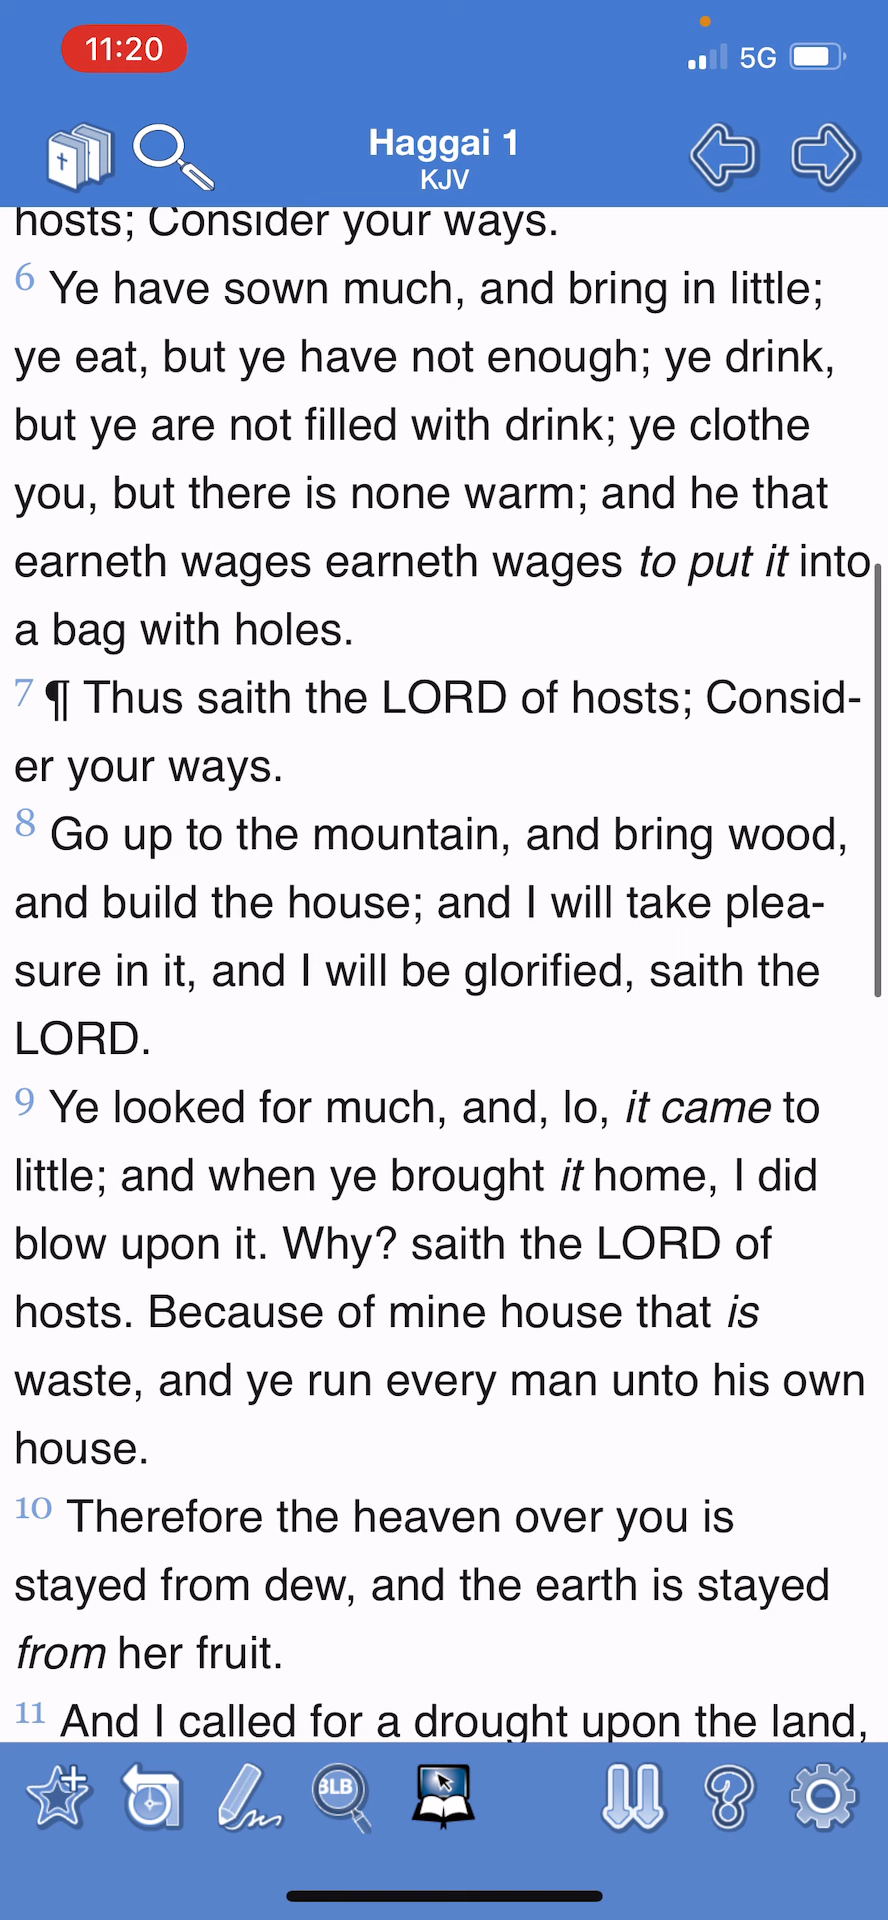 11:20
5G
Haggai 1
KJV
hosts; Consider your ways.
6 Ye have sown much, and bring in little;
ye eat, but ye have not enough; ye drink,
but ye are not filled with drink; ye clothe
you, but there is none warm; and he that
earneth wages earneth wages to put it into
a bag with holes.
7 ¶ Thus saith the LORD of hosts; Consid-
er your ways.
8 Go up to the mountain, and bring wood,
and build the house; and I will take plea-
sure in it, and I will be glorified, saith the
LORD.
9 Ye looked for much, and, lo, it came to
little; and when ye brought it home, I did
blow upon it. Why? saith the LORD of
hosts. Because of mine house that is
waste, and ye run every man unto his own
house.
10 Therefore the heaven over you is
stayed from dew, and the earth is stayed
from her fruit.
11 And I called for a drought upon the land,
BLB